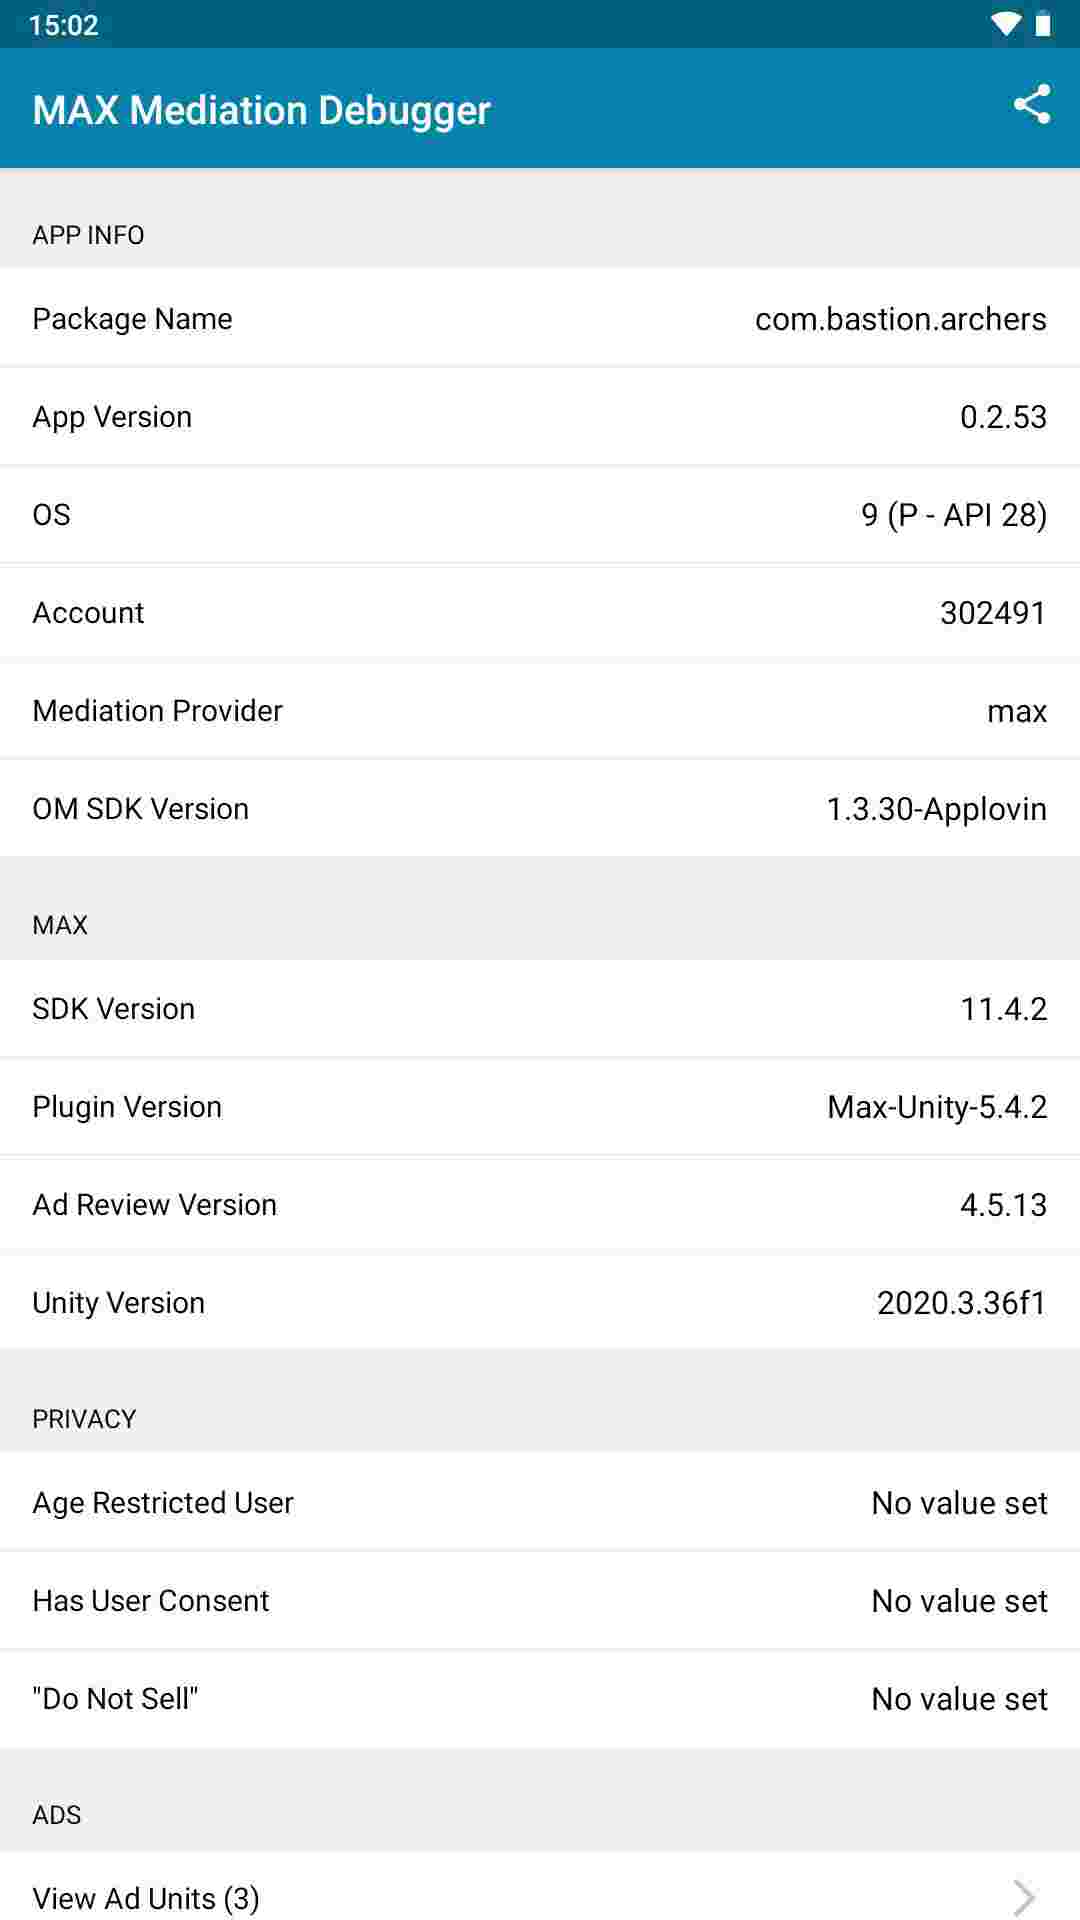 15:02
MAX Mediation Debugger
APP INFO
Package Name com.bastion.archers
App Version 0.2.53
OS 9 (P - API 28)
Account 302491
Mediation Provider max
OM SDK Version 1.3.30-Applovin
MAX
SDK Version 11.4.2
Plugin Version Max-Unity-5.4.2
Ad Review Version 4.5.13
Unity Version 2020.3.36f1
PRIVACY
Age Restricted User No value set
Has User Consent No value set
"Do Not Sell" No value set
ADS
View Ad Units (3)